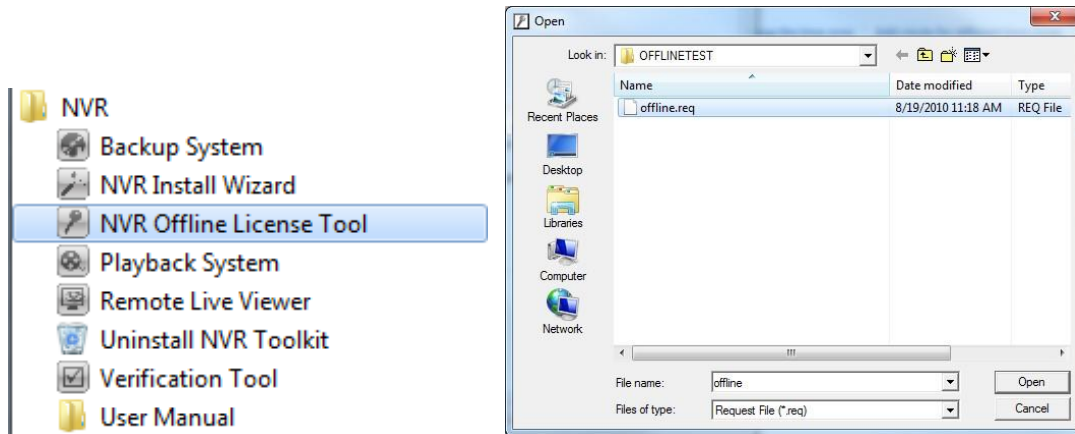 NVR
Backup System
NVR Install Wizard
NVR Offline License Tool
Playback System
Remote Live Viewer
Uninstall NVR Toolkit
Verification Tool
User Manual
Open
Look in: OFFLINETEST
Name Date modified Type
offline.req 8/19/2010 11:18 AM REQ File
Recent Places
Desktop
Libraries
Computer
Network
File name: offline Open
Files of type: Request File (*.req) Cancel